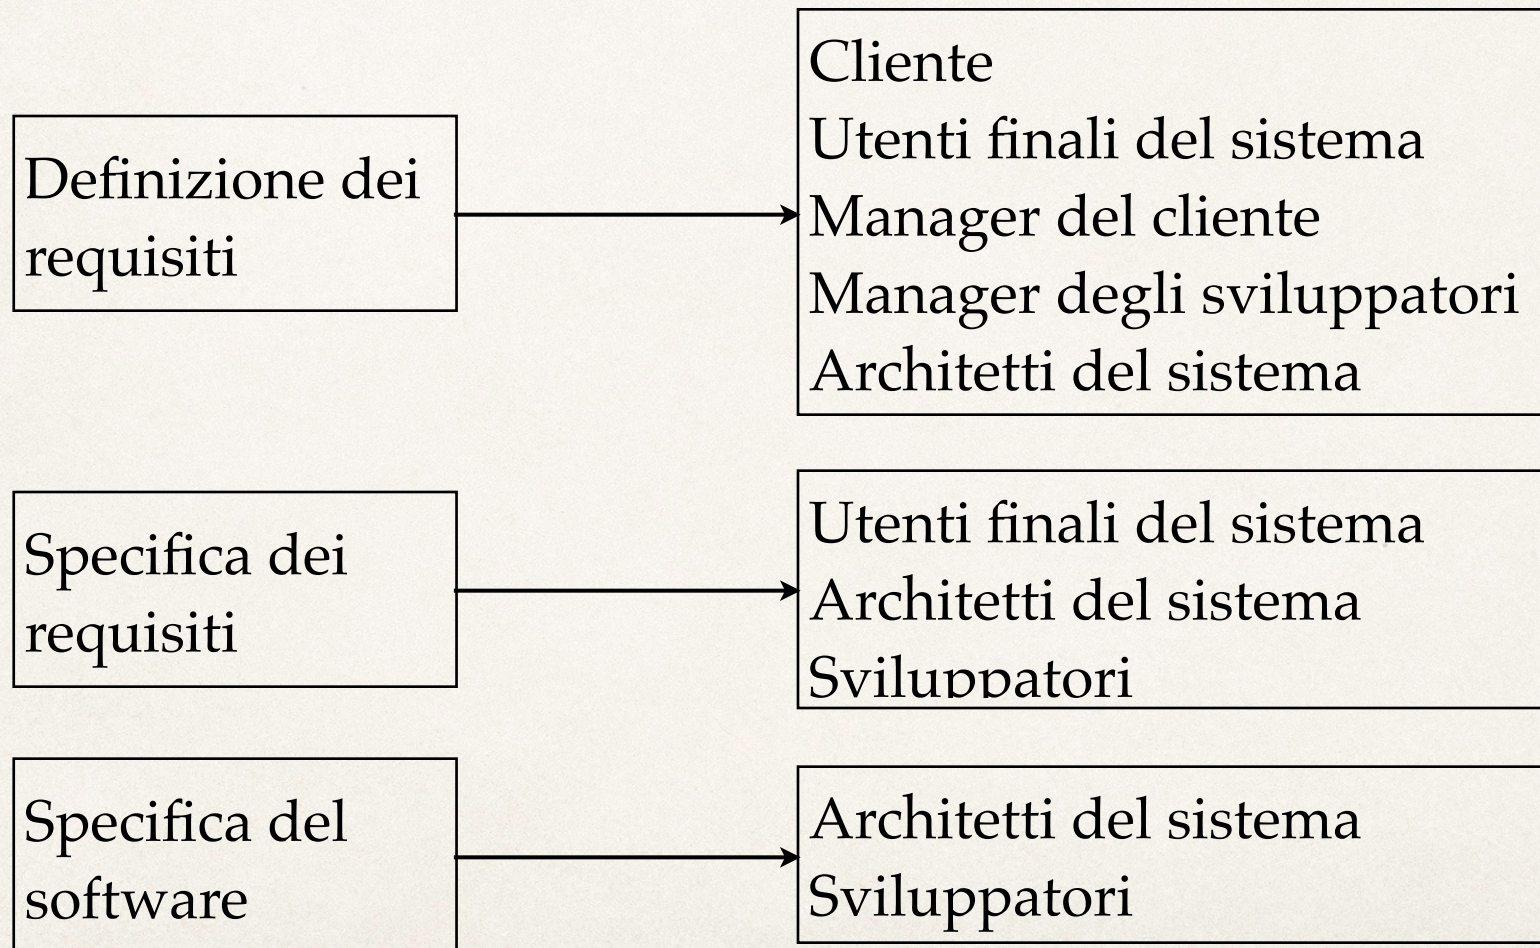 Definizione dei
requisiti
Cliente
Utenti finali del sistema
Manager del cliente
Manager degli sviluppatori
Architetti del sistema
Specifica dei
requisiti
Utenti finali del sistema
Architetti del sistema
Sviluppatori
Specifica del
software
Architetti del sistema
Sviluppatori